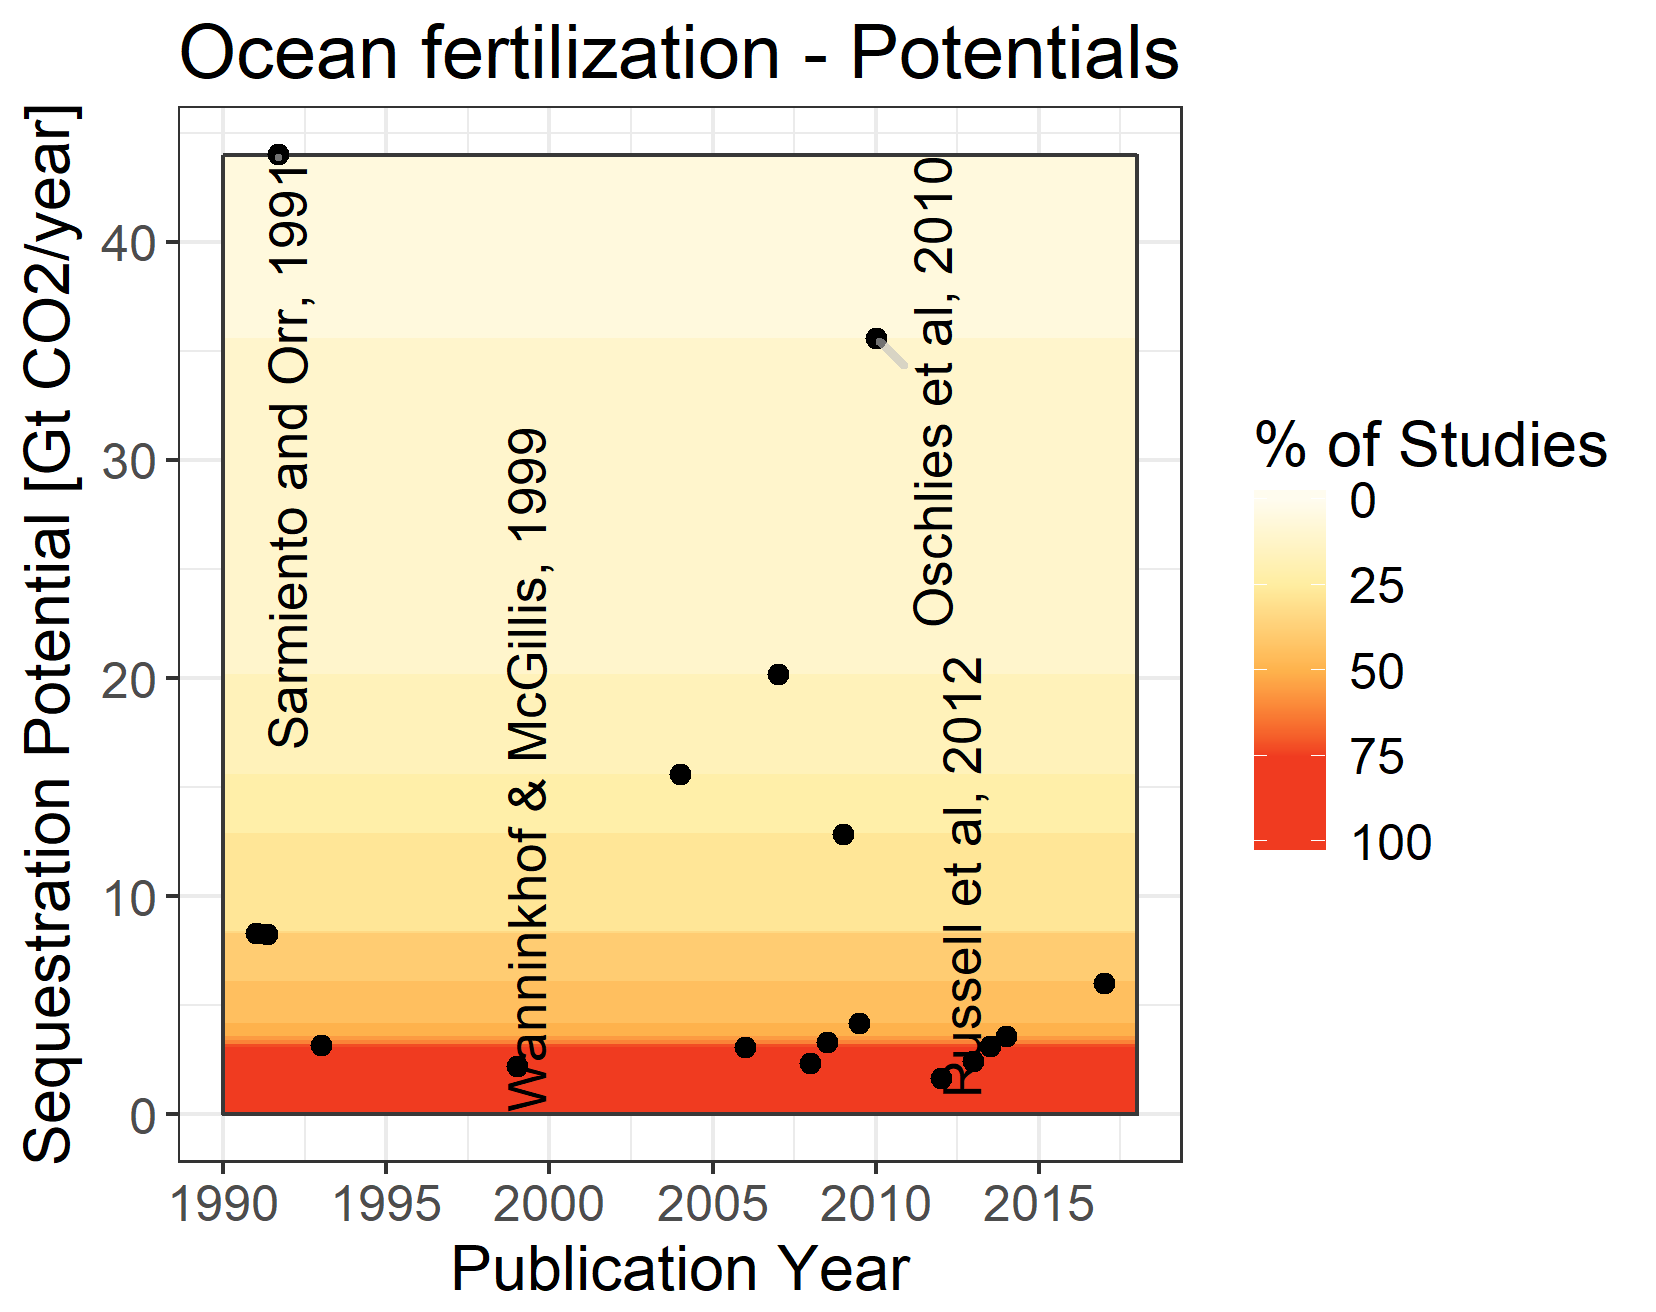 Ocean fertilization - Potentials
Sequestration Potential [Gt CO2/year]
40
30
20
10
0
Sarmiento and Orr, 1991
Wanninkhof & McGillis, 1999
Oschlies et al, 2010
Russell et al, 2012
1990
1995
2000
2005
2010
2015
Publication Year
% of Studies
0
25
50
75
100